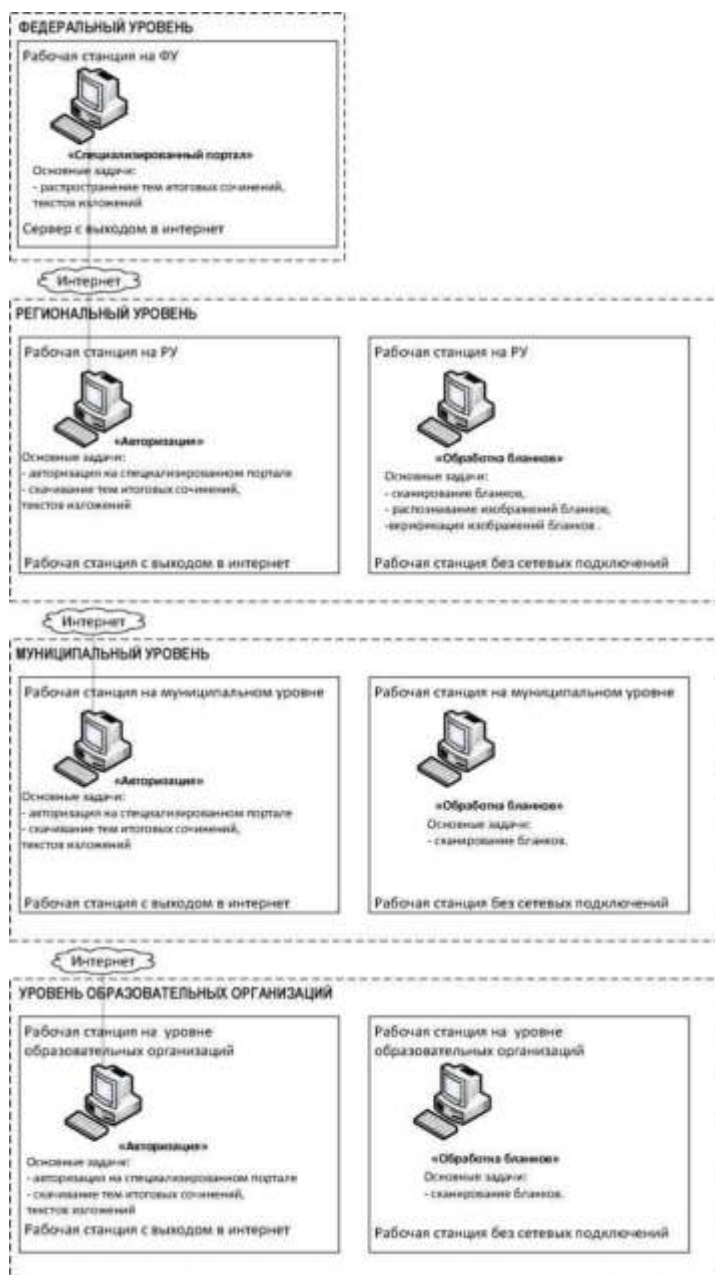 ФЕДЕРАЛЬНЫЙ УРОВЕНЬ
Рабочая станция на ФУ
«Специализированный портал»
Основные задачи:
- распространение тем итоговых сочинений,
текстов изложений
Сервер с выходом в интернет
Интернет
РЕГИОНАЛЬНЫЙ УРОВЕНЬ
Рабочая станция на РУ
«Авторизация»
Основные задачи:
- авторизация на специализированном портале
- скачивание тем итоговых сочинений,
текстов изложений
Рабочая станция с выходом в интернет
Рабочая станция на РУ
«Обработка бланков»
Основные задачи:
- сканирование бланков,
- распознавание изображений бланков,
-верификация изображений бланков .
Рабочая станция без сетевых подключений
Интернет
МУНИЦИПАЛЬНЫЙ УРОВЕНЬ
Рабочая станция на муниципальном уровне
«Авторизация»
Основные задачи:
- авторизация на специализированном портале
- скачивание тем итоговых сочинений,
текстов изложений
Рабочая станция с выходом в интернет
Рабочая станция на муниципальном уровне
«Обработка бланков»
Основные задачи:
- сканирование бланков.
Рабочая станция без сетевых подключений
Интернет
УРОВЕНЬ ОБРАЗОВАТЕЛЬНЫХ ОРГАНИЗАЦИЙ
Рабочая станция на уровне
образовательных организаций
«Авторизация»
Основные задачи:
- авторизация на специализированном портале
- скачивание тем итоговых сочинений,
текстов изложений
Рабочая станция с выходом в интернет
Рабочая станция на уровне
образовательных организаций
«Обработка бланков»
Основные задачи:
- сканирование бланков.
Рабочая станция без сетевых подключений